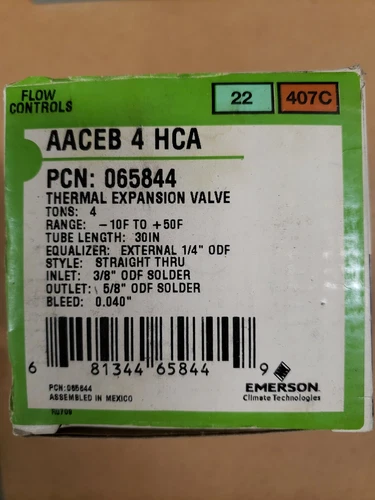 FLOW
CONTROLS
22
407C
AACEB 4 HCA
PCN: 065844
THERMAL EXPANSION VALVE
TONS: 4
RANGE: -10F TO +50F
TUBE LENGTH: 30IN
EQUALIZER: EXTERNAL 1/4" ODF
STYLE: STRAIGHT THRU
INLET: 3/8" ODF SOLDER
OUTLET: 5/8" ODF SOLDER
BLEED: 0.040"
6 81344 65844 9
PCN:065844
ASSEMBLED IN MEXICO
EMERSON.
Climate Technologies